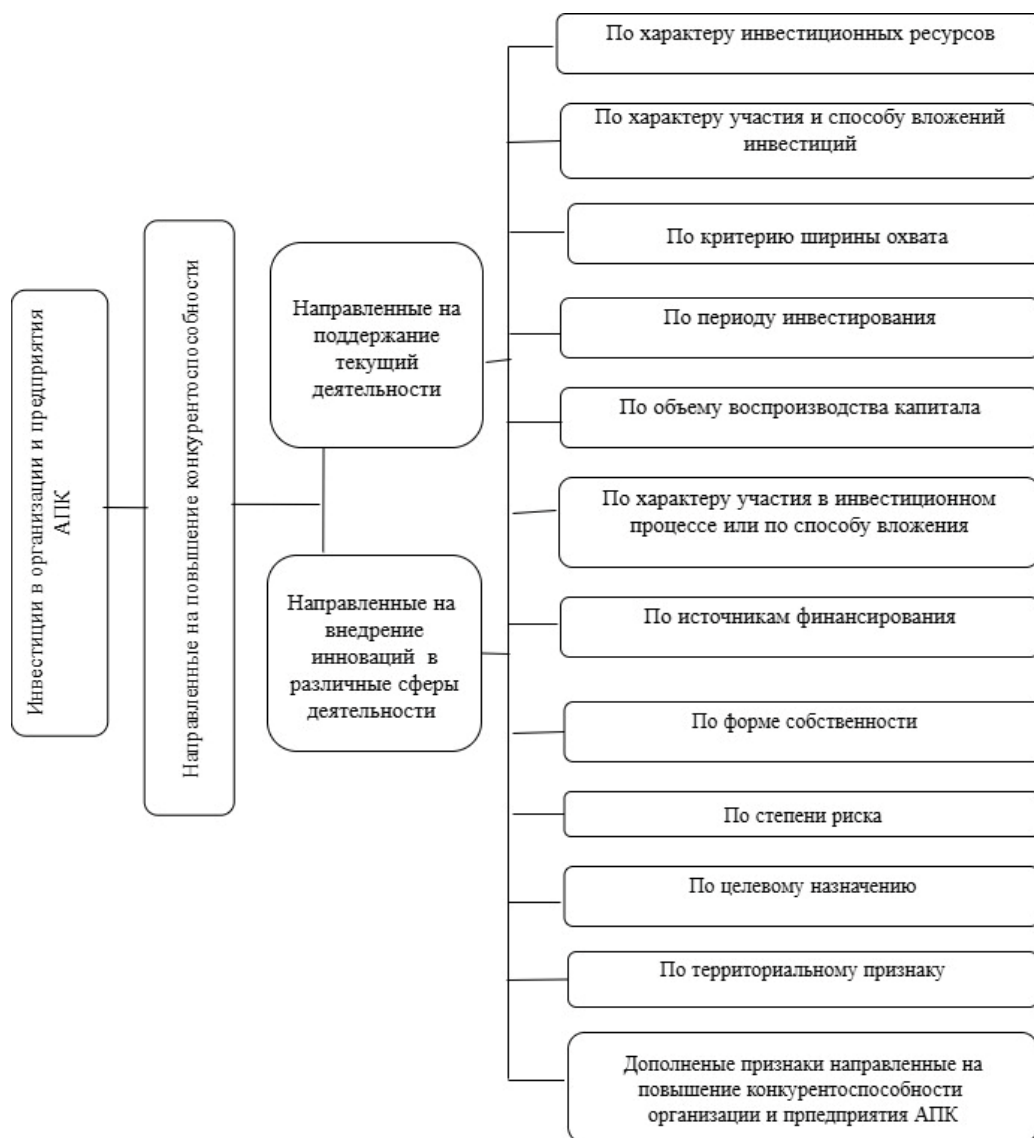 Инвестиции в организации и предприятия
АПК
Направленные на повышение конкурентоспособности
Направленные на
поддержание
текущий
деятельности
Направленные на
внедрение
инноваций в
различные сферы
деятельности
По характеру инвестиционных ресурсов
По характеру участия и способу вложений
инвестиций
По критерию ширины охвата
По периоду инвестирования
По объему воспроизводства капитала
По характеру участия в инвестиционном
процессе или по способу вложения
По источникам финансирования
По форме собственности
По степени риска
По целевому назначению
По территориальному признаку
Дополненые признаки направленные на
повышение конкурентоспособности
организации и прпедприятия АПК